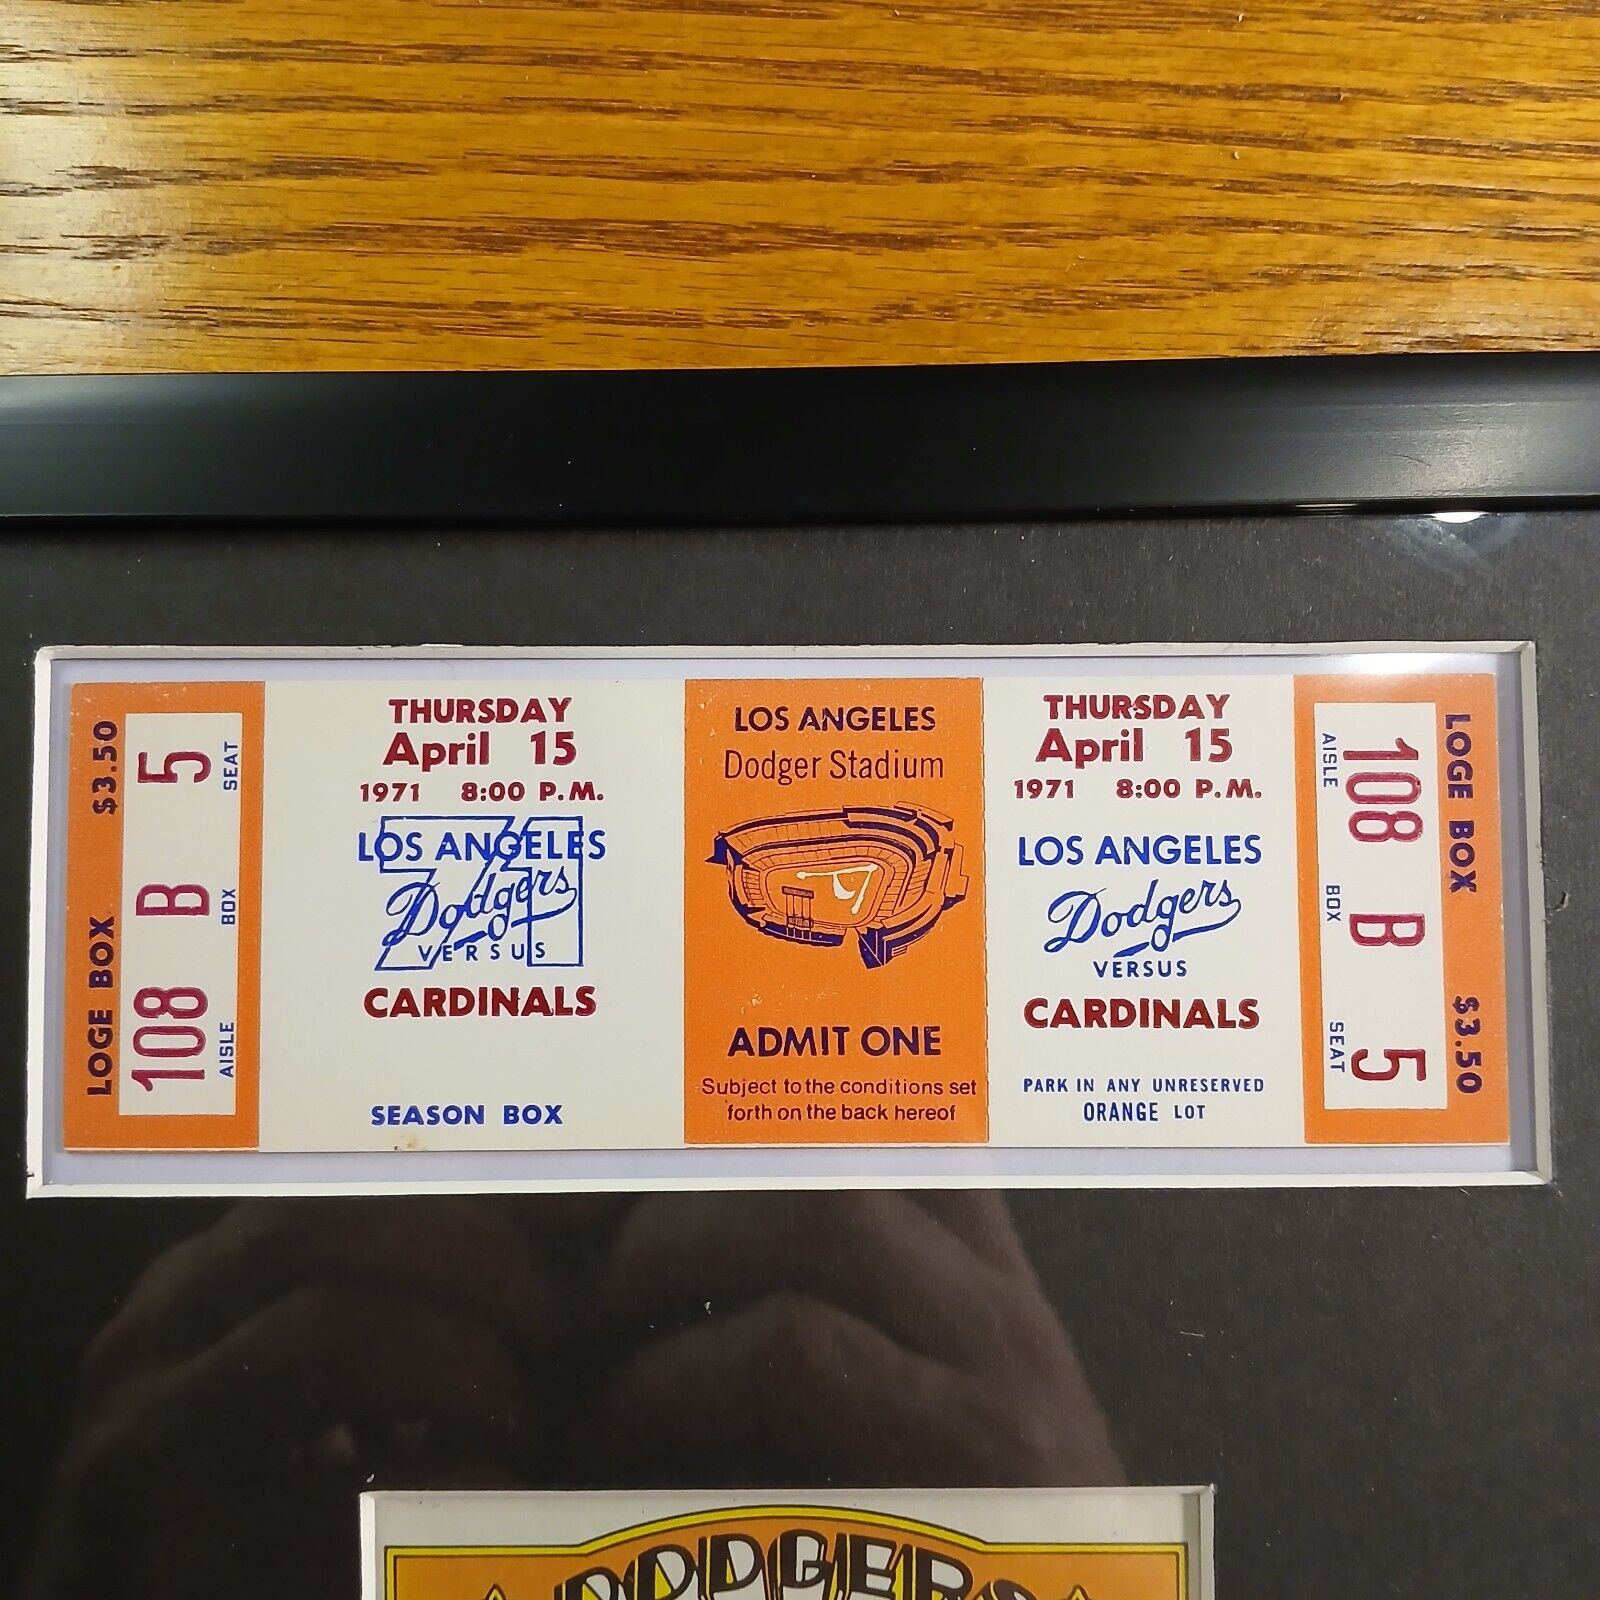 LOGE BOX $3.50
108 B 5
AISLE BOX SEAT
THURSDAY
April 15
1971 8:00 P.M.
71
LOS ANGELES
Dodgers
VERSUS
CARDINALS
SEASON BOX
LOS ANGELES
Dodger Stadium
ADMIT ONE
Subject to the conditions set
forth on the back hereof
THURSDAY
April 15
1971 8:00 P.M.
LOS ANGELES
Dodgers
VERSUS
CARDINALS
PARK IN ANY UNRESERVED
ORANGE LOT
LOGE BOX $3.50
108 B 5
AISLE BOX SEAT
DODGERS